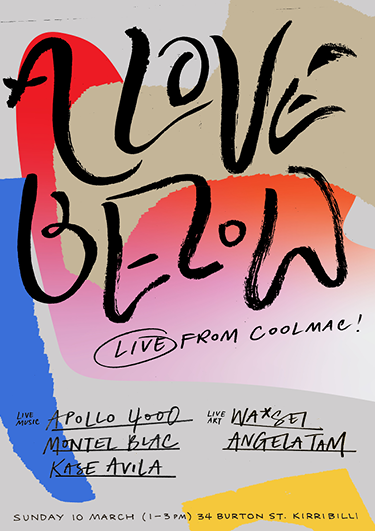 A LOVE
BELOW
LIVE FROM COOLMAC!
LIVE MUSIC
APOLLO YOOO
MONTEL BLAC
KASE AVILA
LIVE ART
WA*SEI
ANGELA TAM
SUNDAY 10 MARCH (1-3PM) 34 BURTON ST. KIRRIBILLI